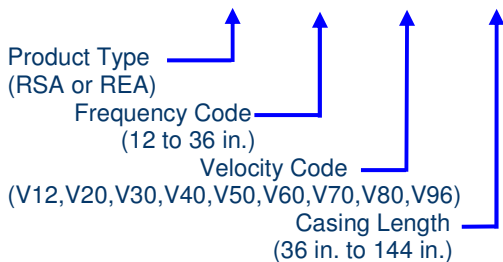 Product Type
(RSA or REA)
Frequency Code
(12 to 36 in.)
Velocity Code
(V12,V20,V30,V40,V50,V60,V70,V80,V96)
Casing Length
(36 in. to 144 in.)